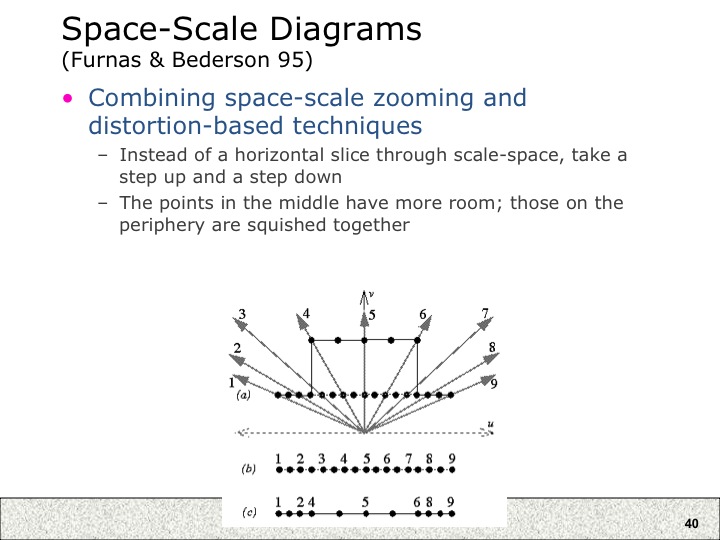 Space-Scale Diagrams
(Furnas & Bederson 95)
• Combining space-scale zooming and
distortion-based techniques
– Instead of a horizontal slice through scale-space, take a
step up and a step down
– The points in the middle have more room; those on the
periphery are squished together
v
3 4 5 6 7
2 8
1 9
(a)
u
(b) 1 2 3 4 5 6 7 8 9
(c) 1 2 4 5 6 8 9
40